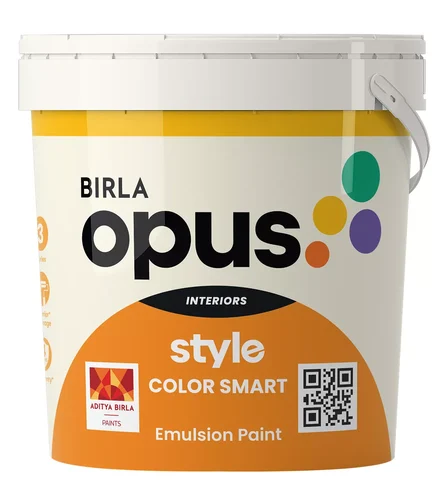 BIRLA
opus
INTERIORS
style
COLOR SMART
ADITYA BIRLA
PAINTS
Emulsion Paint